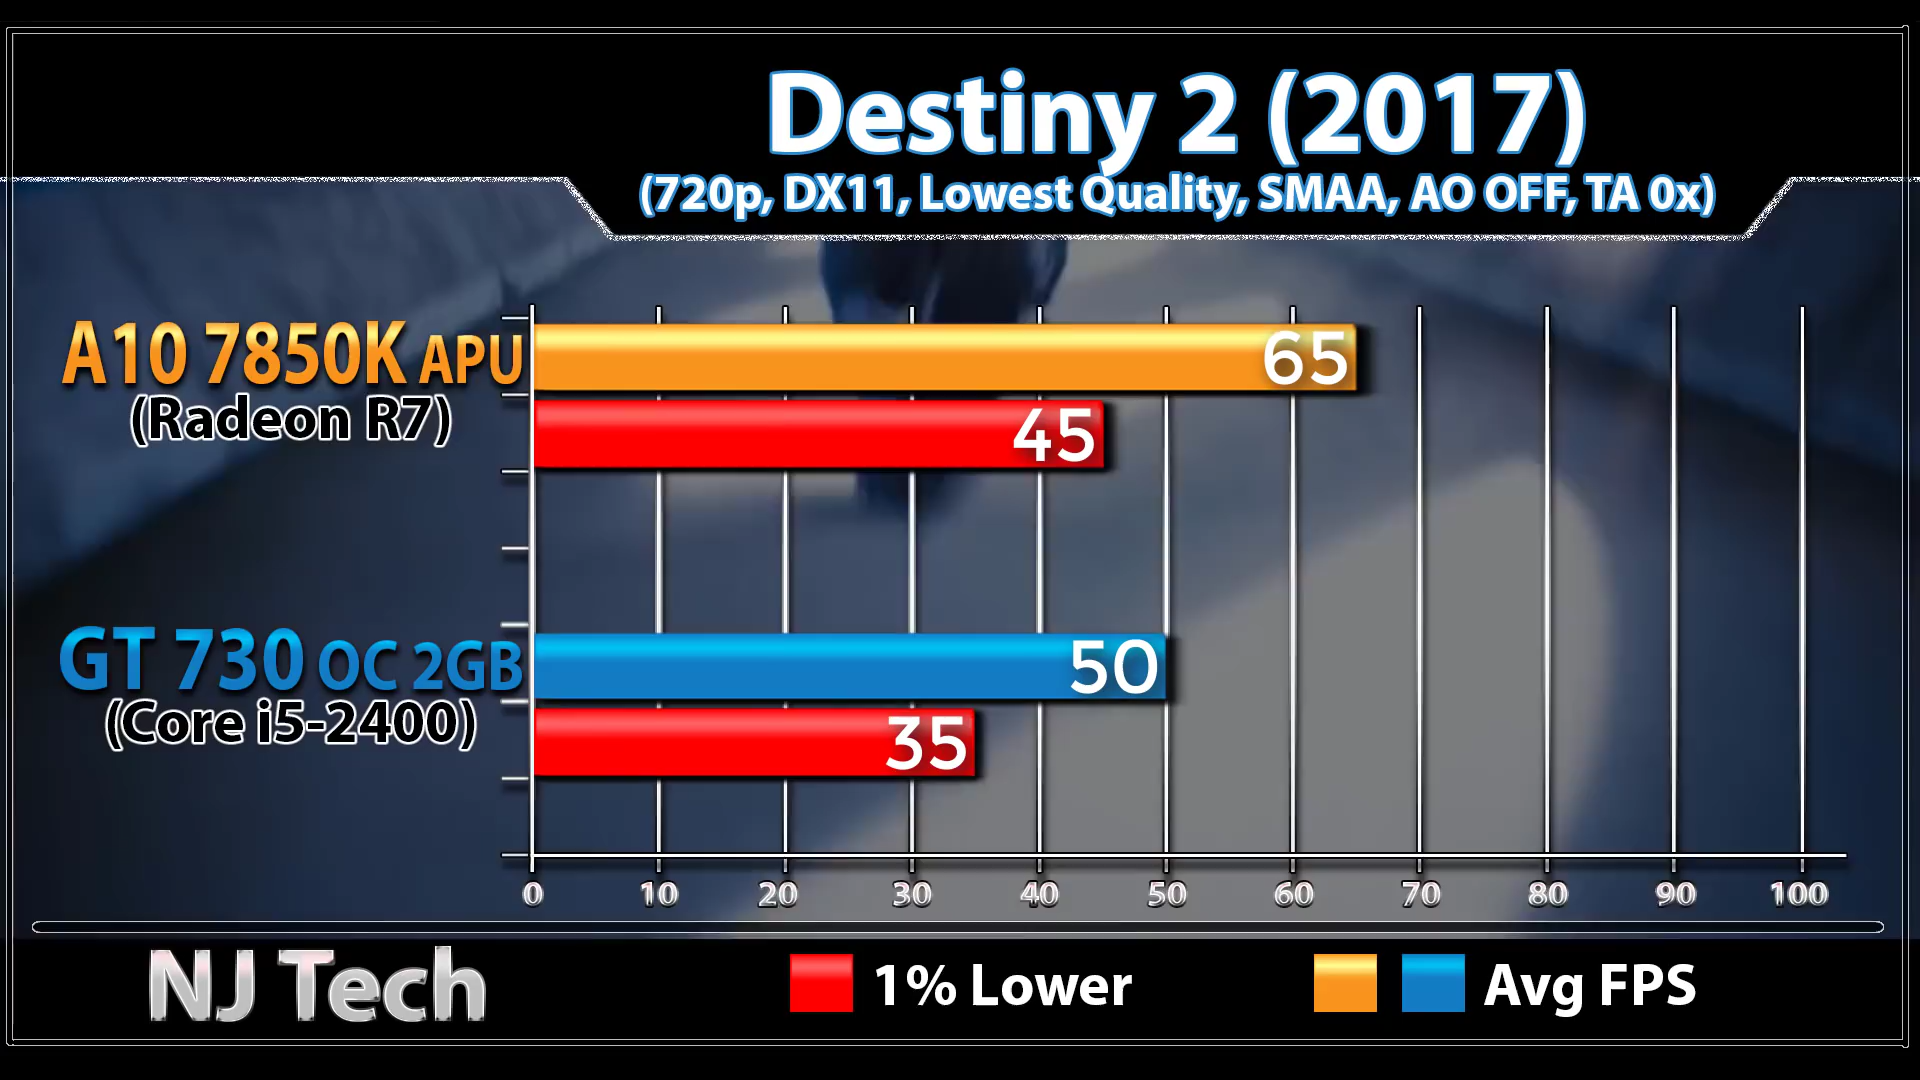 Destiny 2 (2017)
(720p, DX11, Lowest Quality, SMAA, AO OFF, TA 0x)
A10 7850K APU
(Radeon R7)
65
45
GT 730 OC 2GB
(Core i5-2400)
50
35
0 10 20 30 40 50 60 70 80 90 100
NJ Tech
1% Lower
Avg FPS